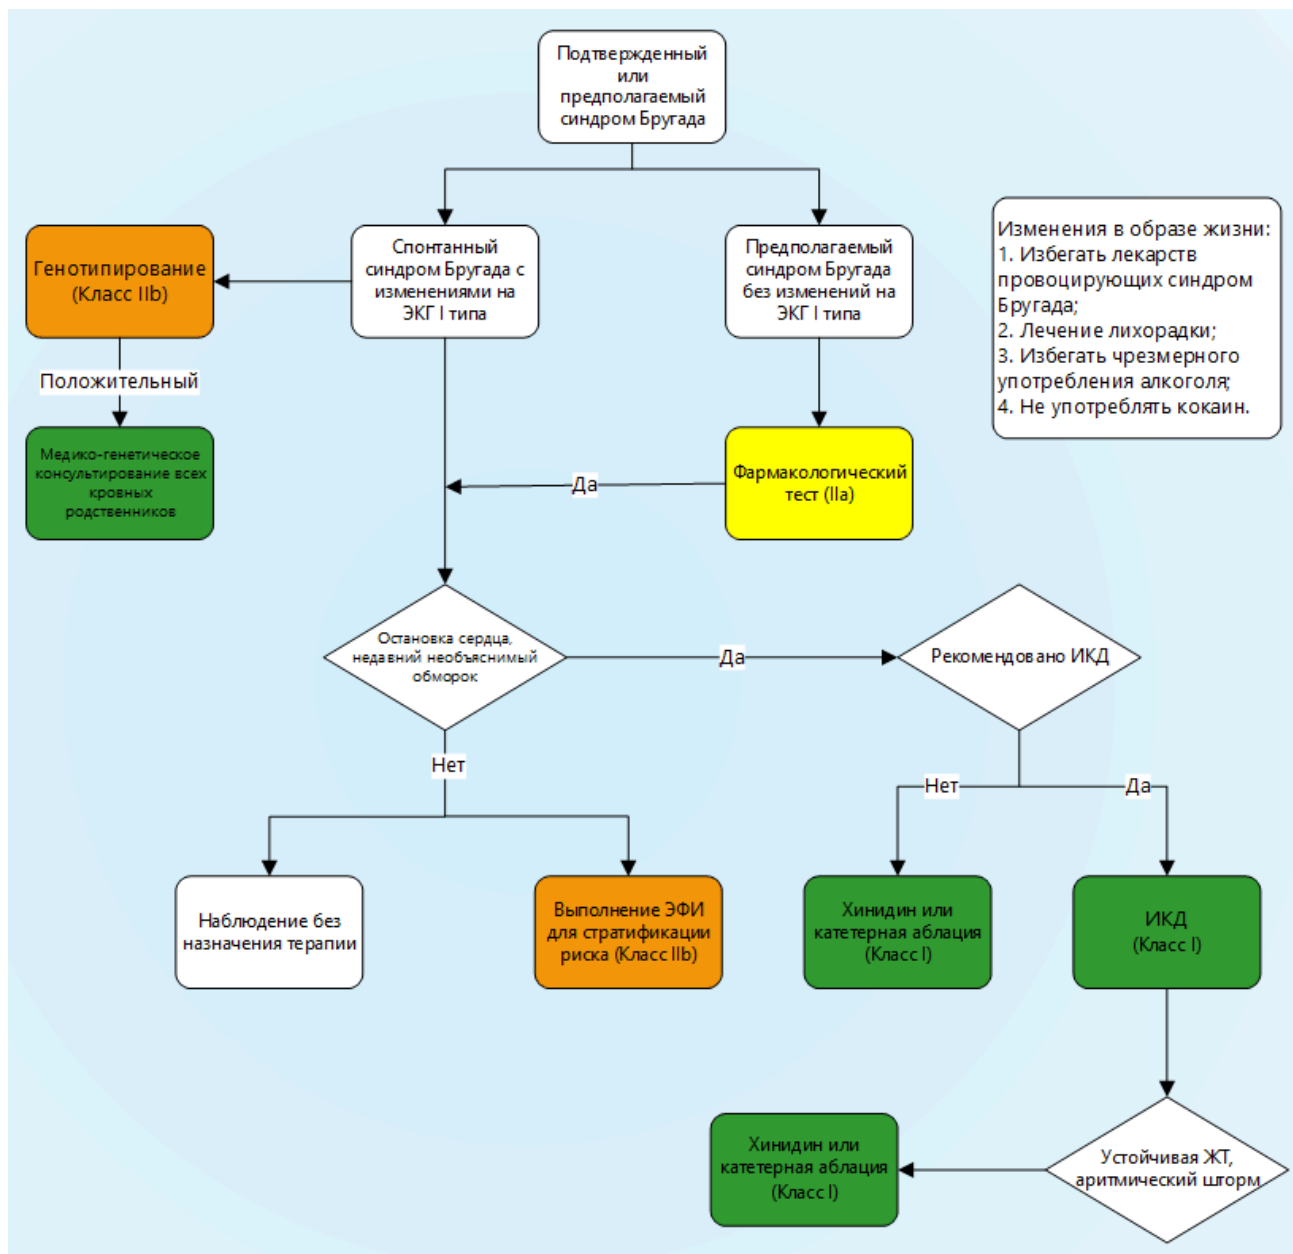 Подтвержденный
или
предполагаемый
синдром Бругада
Генотипирование
(Класс IIb)
Спонтанный
синдром Бругада с
изменениями на
ЭКГ I типа
Предполагаемый
синдром Бругада
без изменений на
ЭКГ I типа
Изменения в образе жизни:
1. Избегать лекарств
провоцирующих синдром
Бругада;
2. Лечение лихорадки;
3. Избегать чрезмерного
употребления алкоголя;
4. Не употреблять кокаин.
Положительный
Медико-генетическое
консультирование всех
кровных
родственников
Да
Фармакологический
тест (IIa)
Остановка сердца,
недавний необъяснимый
обморок
Да
Рекомендовано ИКД
Нет
Нет
Да
Наблюдение без
назначения терапии
Выполнение ЭФИ
для стратификации
риска (Класс IIb)
Хинидин или
катетерная аблация
(Класс I)
ИКД
(Класс I)
Хинидин или
катетерная аблация
(Класс I)
Устойчивая ЖТ,
аритмический шторм